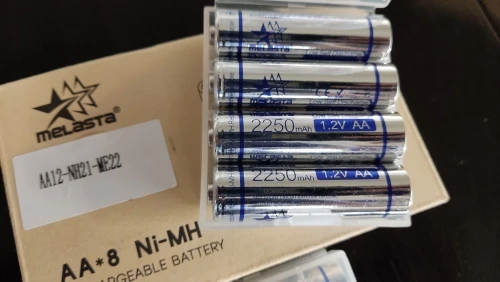 MELASTA®
AA12-NH21-ME22
AA*8 Ni-MH
RGEABLE BATTERY
MELASTA
MELASTA
2250mAh 1.2V AA
2250mAh 1.2V AA